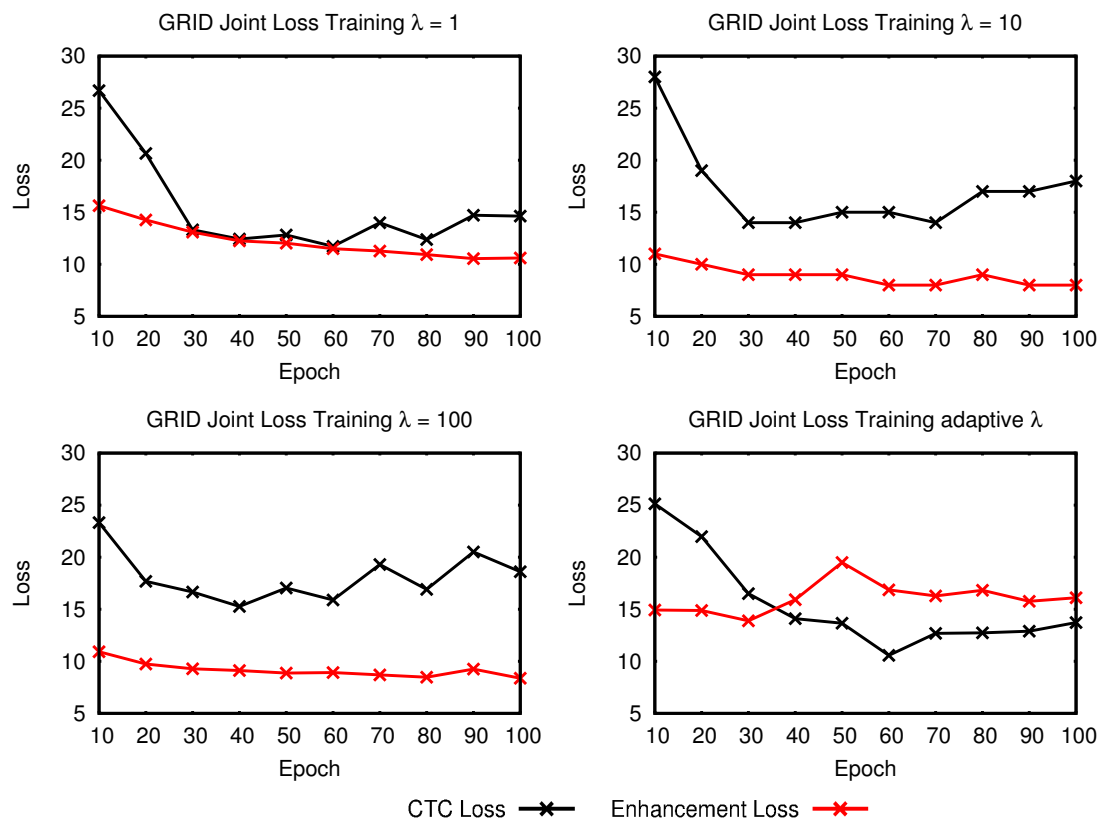 GRID Joint Loss Training λ = 1
30
25
20
15
10
5
Loss
10 20 30 40 50 60 70 80 90 100
Epoch
GRID Joint Loss Training λ = 10
30
25
20
15
10
5
Loss
10 20 30 40 50 60 70 80 90 100
Epoch
GRID Joint Loss Training λ = 100
30
25
20
15
10
5
Loss
10 20 30 40 50 60 70 80 90 100
Epoch
GRID Joint Loss Training adaptive λ
30
25
20
15
10
5
Loss
10 20 30 40 50 60 70 80 90 100
Epoch
CTC Loss Enhancement Loss